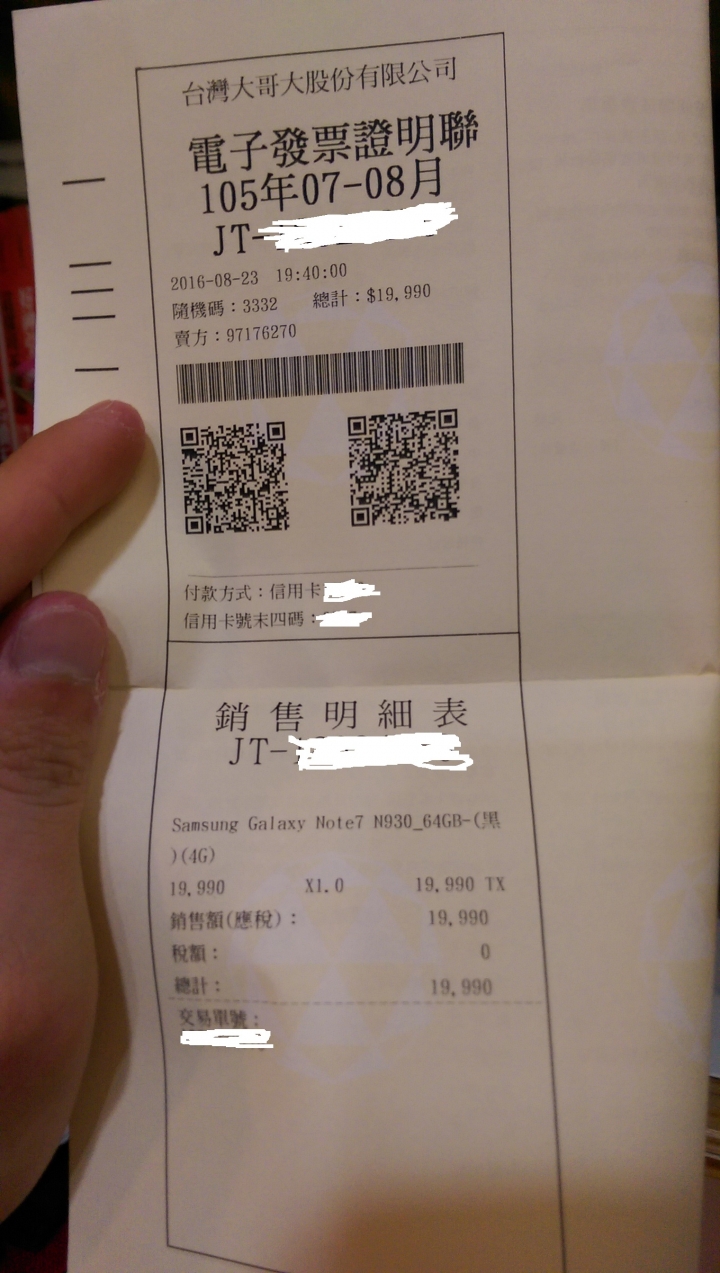 台灣大哥大股份有限公司
電子發票證明聯
105年07-08月
JT-
2016-08-23 19:40:00
隨機碼：3332 總計：$19,990
賣方：97176270
付款方式：信用卡
信用卡號末四碼：
銷售明細表
JT-
Samsung Galaxy Note7 N930_64GB-(黑
)(4G)
19,990 X1.0 19,990 TX
銷售額(應稅)： 19,990
稅額： 0
總計： 19,990
交易單號：